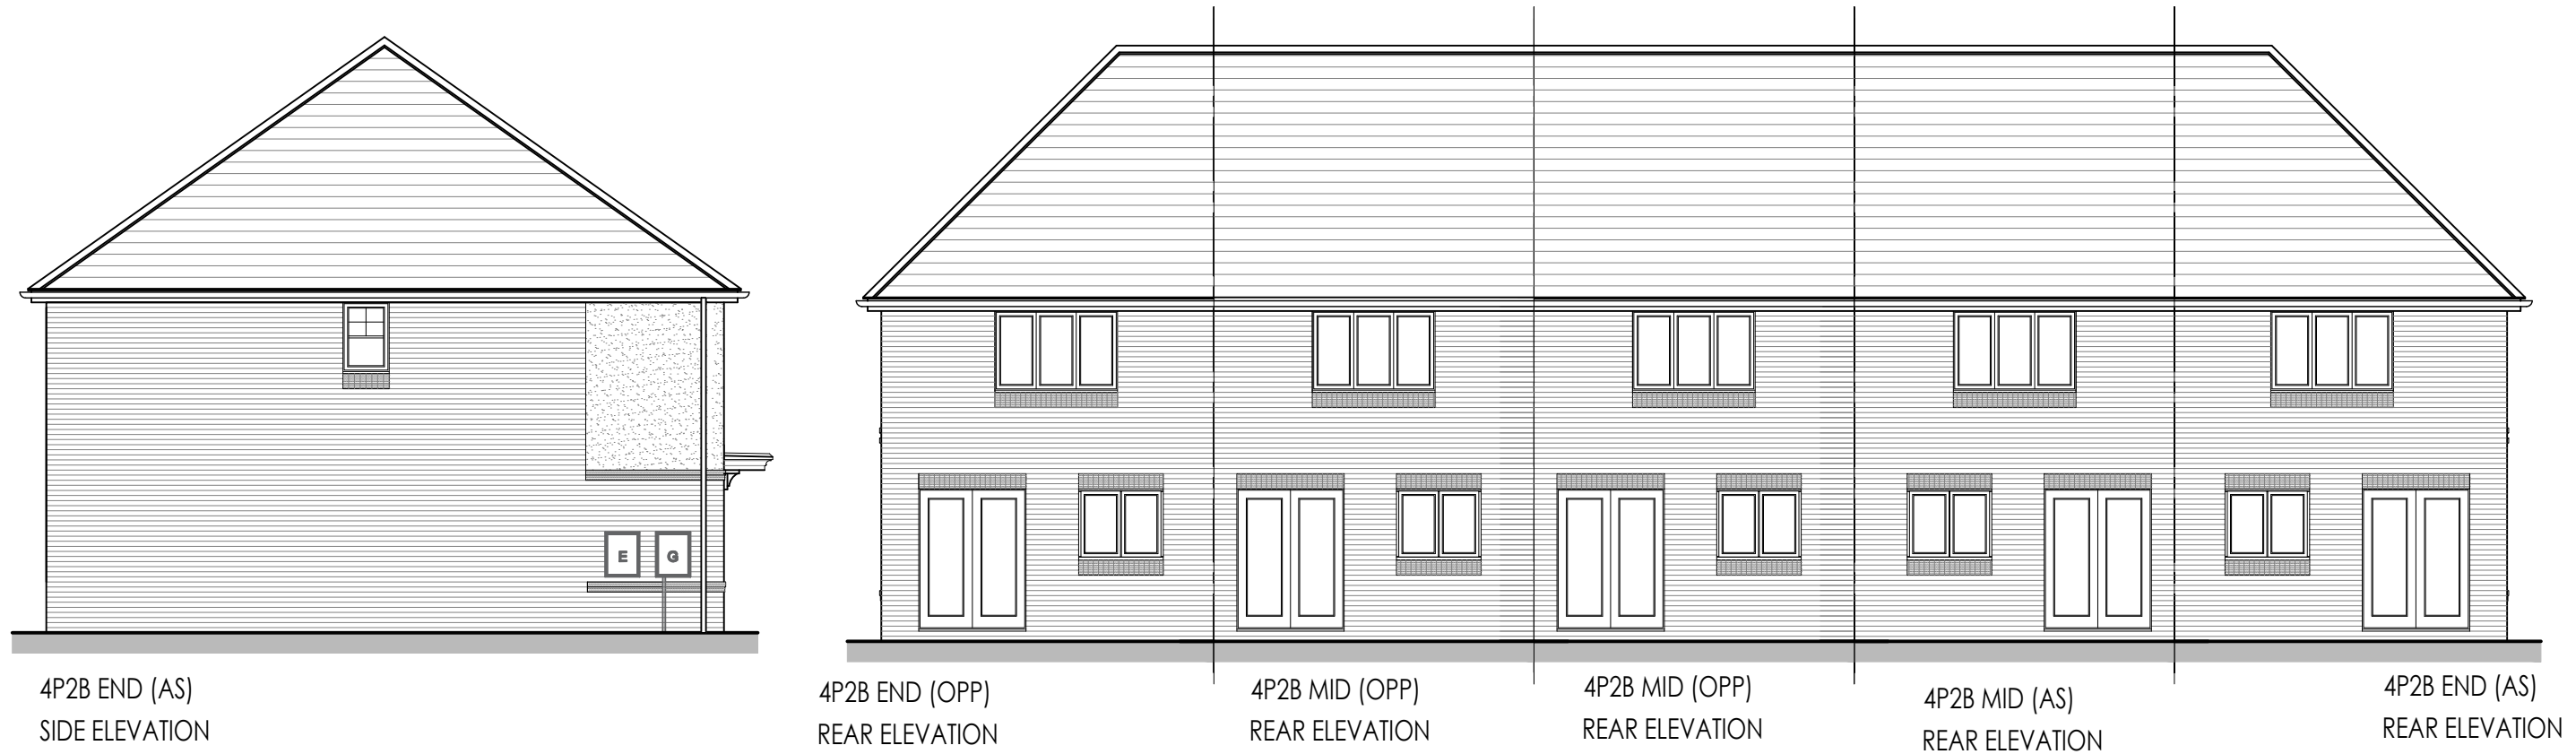 E
G
4P2B END (AS)
SIDE ELEVATION
4P2B END (OPP)
REAR ELEVATION
4P2B MID (OPP)
REAR ELEVATION
4P2B MID (OPP)
REAR ELEVATION
4P2B MID (AS)
REAR ELEVATION
4P2B END (AS)
REAR ELEVATION